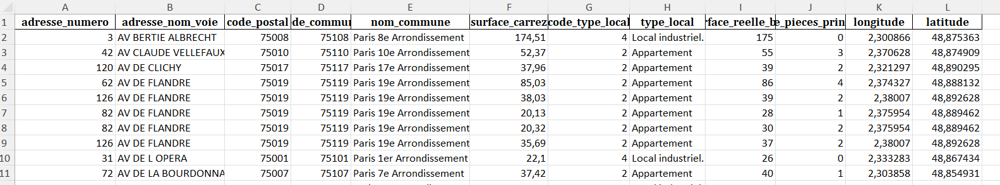 A B C D E F G H I J K L
1 adresse_numero adresse_nom_voie code_postal de_commun nom_commune surface_carrez code_type_local type_local rface_reelle_b e_pieces_prin longitude latitude
2 3 AV BERTIE ALBRECHT 75008 75108 Paris 8e Arrondissement 174,51 4 Local industriel. 175 0 2,300866 48,875363
3 42 AV CLAUDE VELLEFAUX 75010 75110 Paris 10e Arrondissement 52,37 2 Appartement 55 3 2,370628 48,874909
4 120 AV DE CLICHY 75017 75117 Paris 17e Arrondissement 37,96 2 Appartement 39 2 2,321297 48,890295
5 62 AV DE FLANDRE 75019 75119 Paris 19e Arrondissement 85,03 2 Appartement 86 4 2,374327 48,888132
6 126 AV DE FLANDRE 75019 75119 Paris 19e Arrondissement 38,03 2 Appartement 39 2 2,38007 48,892628
7 82 AV DE FLANDRE 75019 75119 Paris 19e Arrondissement 20,13 2 Appartement 28 1 2,375954 48,889462
8 82 AV DE FLANDRE 75019 75119 Paris 19e Arrondissement 20,32 2 Appartement 30 2 2,375954 48,889462
9 126 AV DE FLANDRE 75019 75119 Paris 19e Arrondissement 35,69 2 Appartement 37 2 2,38007 48,892628
10 31 AV DE L OPERA 75001 75101 Paris 1er Arrondissement 22,1 4 Local industriel. 26 0 2,333283 48,867434
11 72 AV DE LA BOURDONNA 75007 75107 Paris 7e Arrondissement 37,42 2 Appartement 40 1 2,303858 48,854931